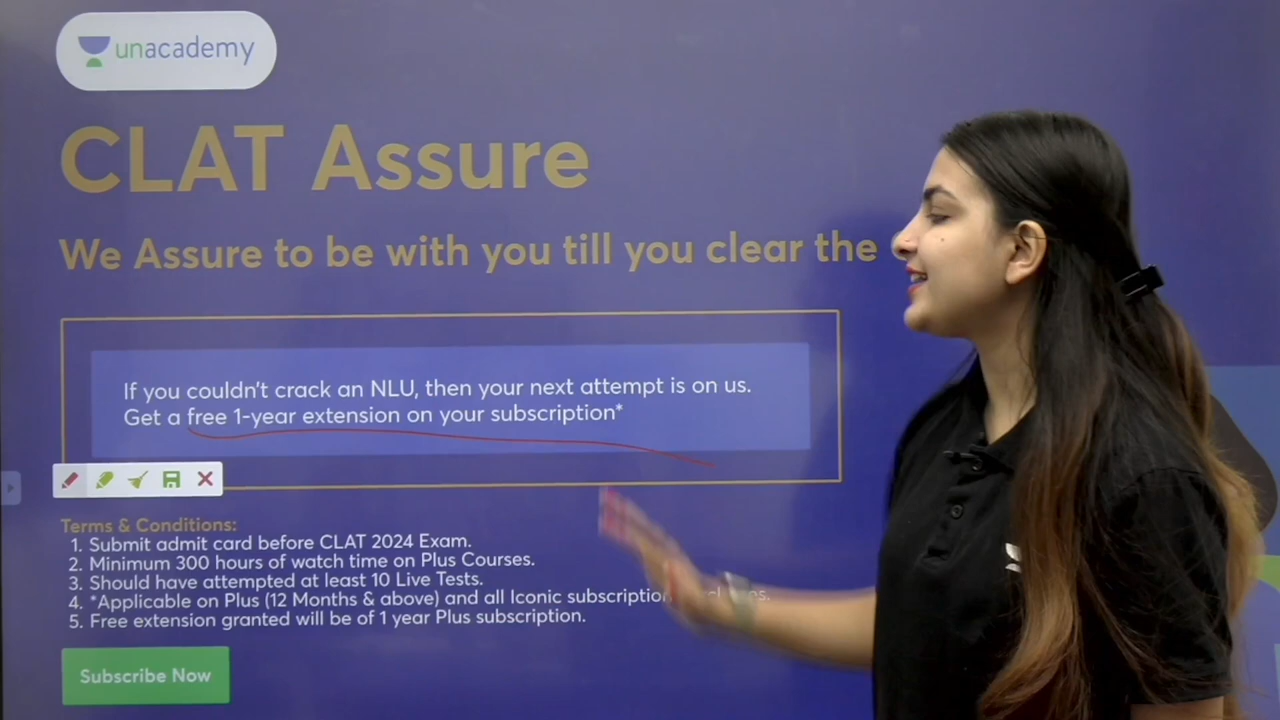 unacademy
CLAT Assure
We Assure to be with you till you clear the
If you couldn't crack an NLU, then your next attempt is on us.
Get a free 1-year extension on your subscription*
Terms & Conditions:
1. Submit admit card before CLAT 2024 Exam.
2. Minimum 300 hours of watch time on Plus Courses.
3. Should have attempted at least 10 Live Tests.
4. *Applicable on Plus (12 Months & above) and all Iconic subscription
5. Free extension granted will be of 1 year Plus subscription.
Subscribe Now